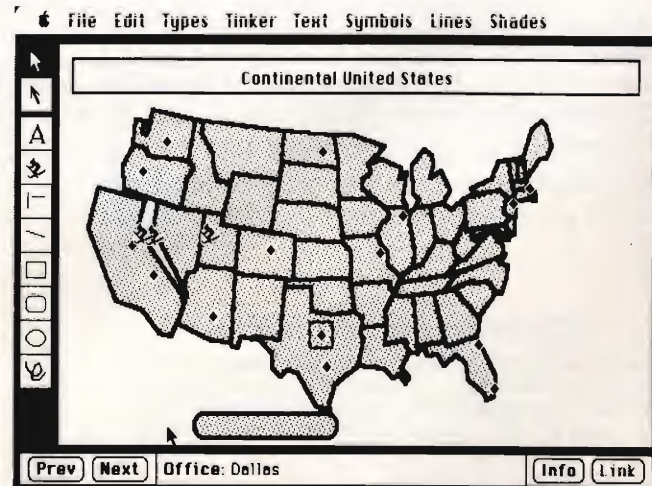 File Edit Types Tinker Text Symbols Lines Shades
Continental United States
A
Prev Next Office: Dallas Info Link